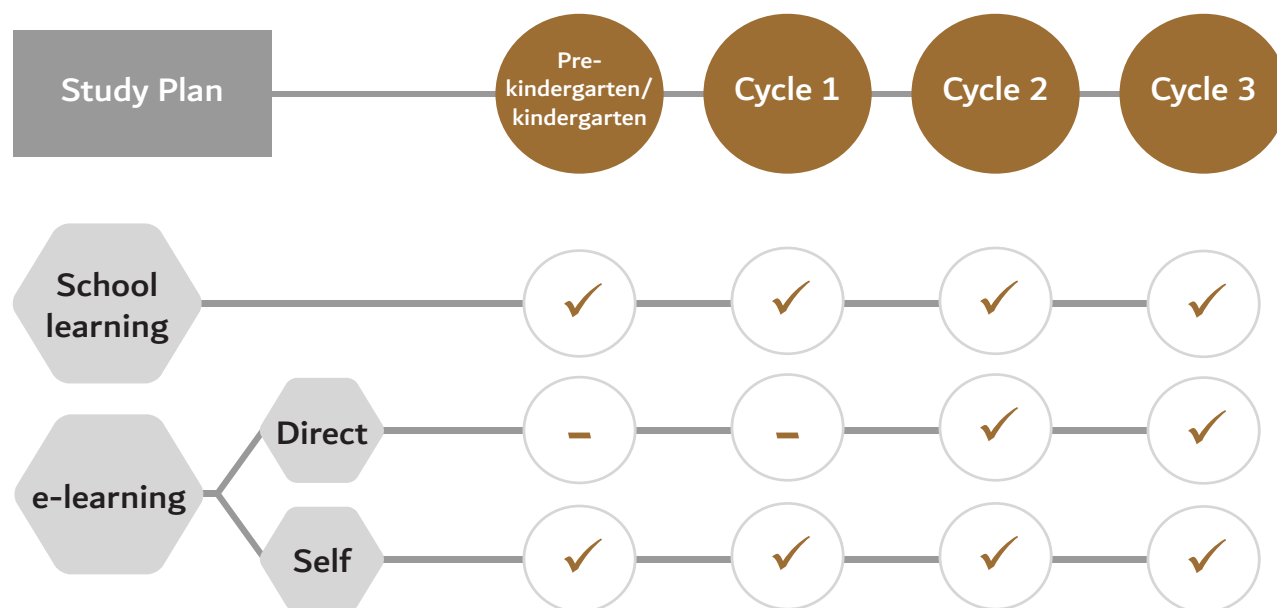 Study Plan
Pre-
kindergarten/
kindergarten
Cycle 1
Cycle 2
Cycle 3
School
learning
✓ ✓ ✓ ✓
e-learning
Direct
- - ✓ ✓
Self
✓ ✓ ✓ ✓